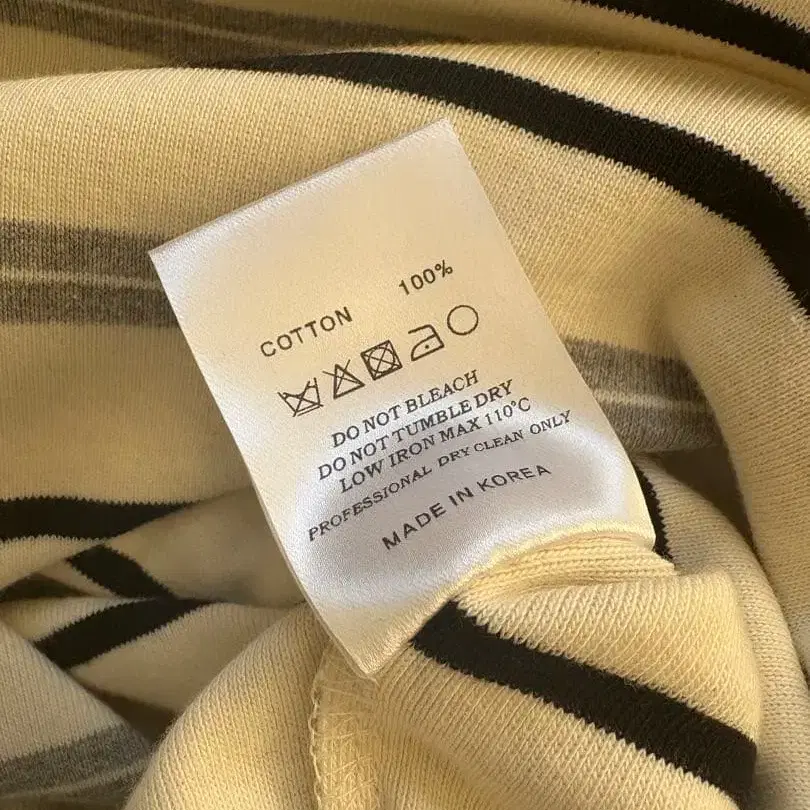 COTTON 100%
DO NOT BLEACH
DO NOT TUMBLE DRY
LOW IRON MAX 110°C
PROFESSIONAL DRY CLEAN ONLY
MADE IN KOREA